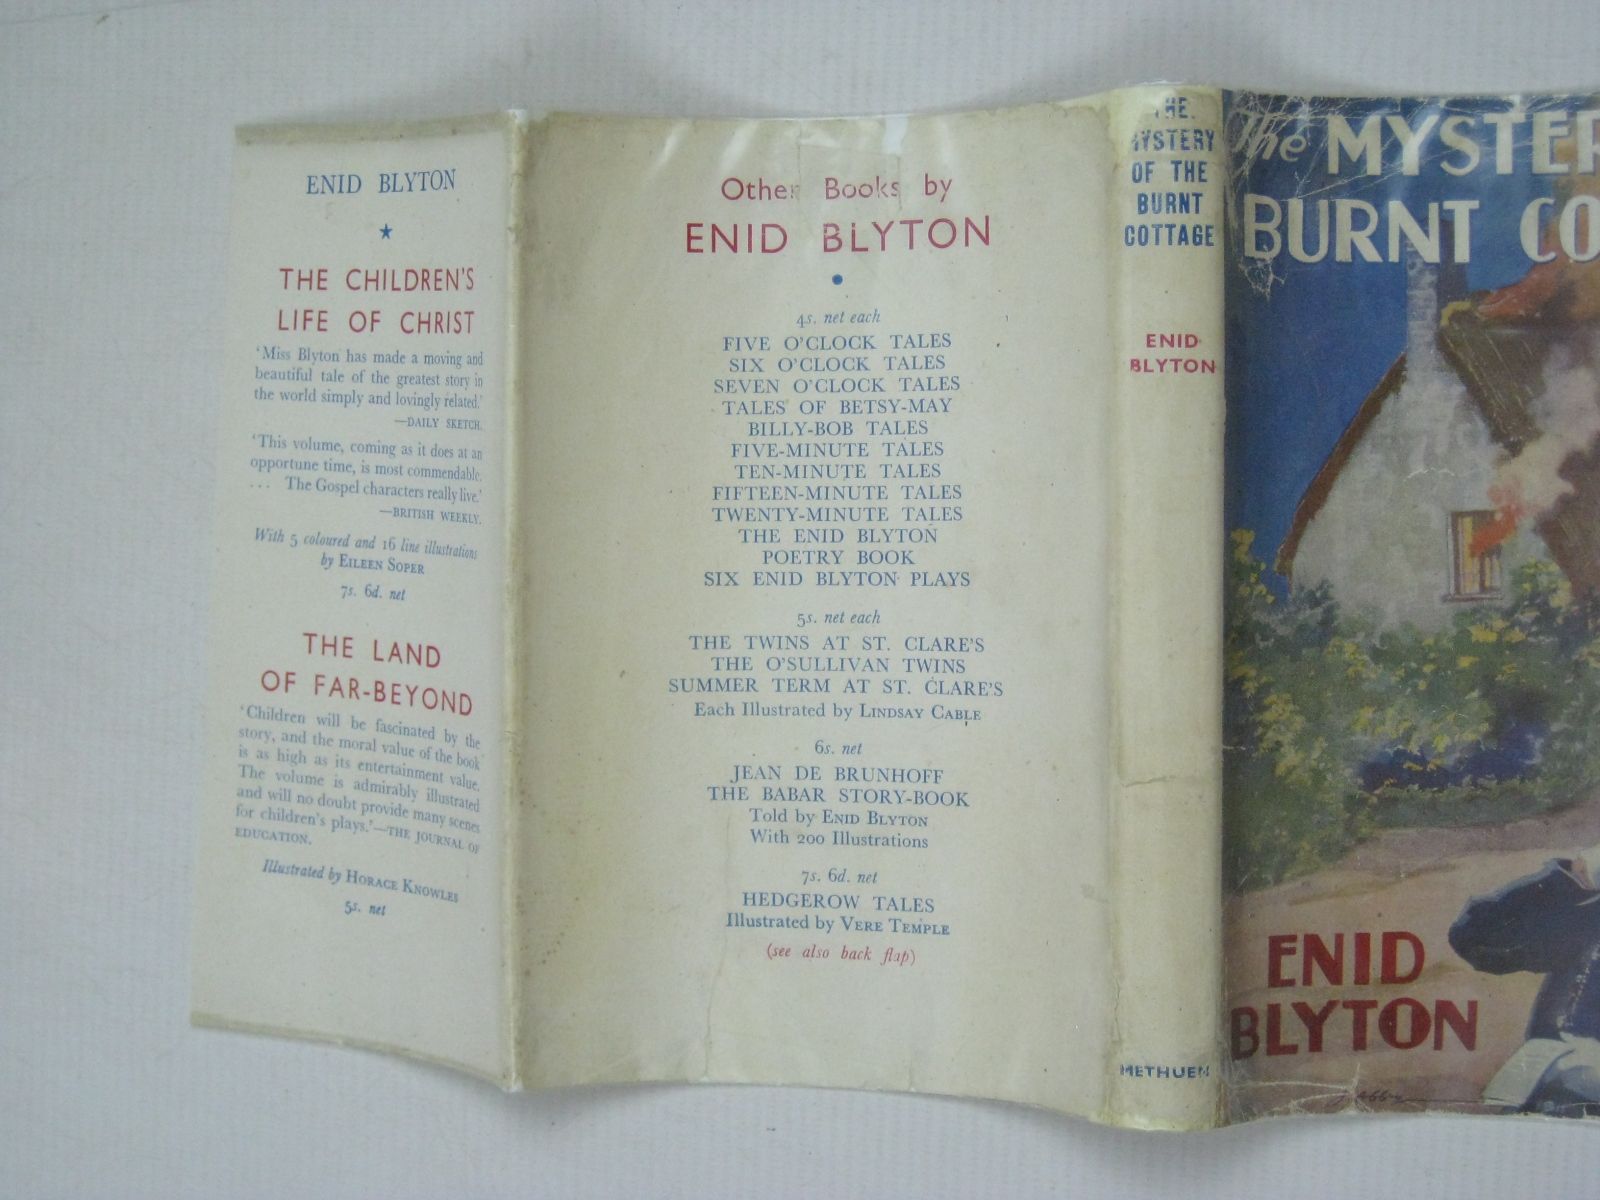 ENID BLYTON
THE CHILDREN'S
LIFE OF CHRIST
'Miss Blyton has made a moving and
beautiful tale of the greatest story in
the world simply and lovingly related.'
—DAILY SKETCH.
'This volume, coming as it does at an
opportune time, is most commendable.
... The Gospel characters really live.'
—BRITISH WEEKLY.
With 5 coloured and 16 line illustrations
by EILEEN SOPER
7s. 6d. net
THE LAND
OF FAR-BEYOND
'Children will be fascinated by the
story, and the moral value of the book
is as high as its entertainment value.
The volume is admirably illustrated
and will no doubt provide many scenes
for children's plays.'—THE JOURNAL OF
EDUCATION.
Illustrated by HORACE KNOWLES
5s. net
Other Books by
ENID BLYTON
4s. net each
FIVE O'CLOCK TALES
SIX O'CLOCK TALES
SEVEN O'CLOCK TALES
TALES OF BETSY-MAY
BILLY-BOB TALES
FIVE-MINUTE TALES
TEN-MINUTE TALES
FIFTEEN-MINUTE TALES
TWENTY-MINUTE TALES
THE ENID BLYTON
POETRY BOOK
SIX ENID BLYTON PLAYS
5s. net each
THE TWINS AT ST. CLARE'S
THE O'SULLIVAN TWINS
SUMMER TERM AT ST. CLARE'S
Each Illustrated by LINDSAY CABLE
6s. net
JEAN DE BRUNHOFF
THE BABAR STORY-BOOK
Told by ENID BLYTON
With 200 Illustrations
7s. 6d. net
HEDGEROW TALES
Illustrated by VERE TEMPLE
(see also back flap)
THE
MYSTERY
OF THE
BURNT
COTTAGE
ENID
BLYTON
METHUEN
The MYSTER
BURNT CO
ENID
BLYTON
J Abbey